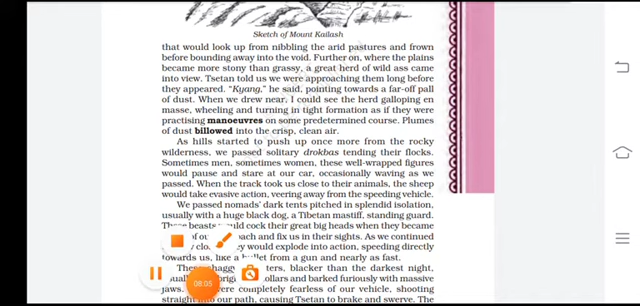 Sketch of Mount Kailash
that would look up from nibbling the arid pastures and frown
before bounding away into the void. Further on, where the plains
became more stony than grassy, a great herd of wild ass came
into view. Tsetan told us we were approaching them long before
they appeared. “Kyang,” he said, pointing towards a far-off pall
of dust. When we drew near, I could see the herd galloping en
masse, wheeling and turning in tight formation as if they were
practising manoeuvres on some predetermined course. Plumes
of dust billowed into the crisp, clean air.
As hills started to push up once more from the rocky
wilderness, we passed solitary drokbas tending their flocks.
Sometimes men, sometimes women, these well-wrapped figures
would pause and stare at our car, occasionally waving as we
passed. When the track took us close to their animals, the sheep
would take evasive action, veering away from the speeding vehicle.
We passed nomads’ dark tents pitched in splendid isolation,
usually with a huge black dog, a Tibetan mastiff, standing guard.
These beasts would cock their great big heads when they became
of our and fix us in their sights. As we continued
they would explode into action, speeding directly
towards us, like a bullet from a gun and nearly as fast.
These shaggy blacker than the darkest night,
collars and barked furiously with massive
jaws. were completely fearless of our vehicle, shooting
straight into our path, causing Tsetan to brake and swerve. The
08:05